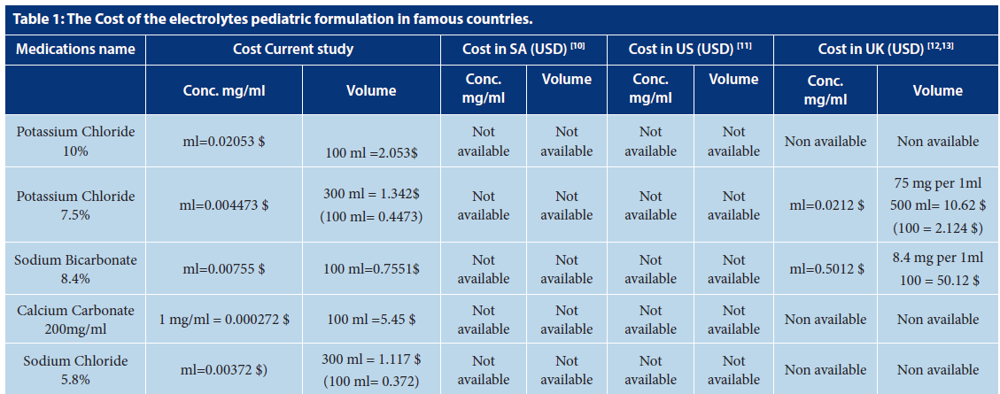 Table 1: The Cost of the electrolytes pediatric formulation in famous countries.
Medications name Cost Current study Cost in SA (USD) [10] Cost in US (USD) [11] Cost in UK (USD) [12,13]
Conc. mg/ml Volume Conc. mg/ml Volume Conc. mg/ml Volume Conc. mg/ml Volume
Potassium Chloride 10% ml=0.02053 $ 100 ml =2.053$ Not available Not available Not available Not available Non available Non available
Potassium Chloride 7.5% ml=0.004473 $ 300 ml = 1.342$ (100 ml= 0.4473) Not available Not available Not available Not available ml=0.0212 $ 75 mg per 1ml 500 ml= 10.62 $ (100 = 2.124 $)
Sodium Bicarbonate 8.4% ml=0.00755 $ 100 ml=0.7551$ Not available Not available Not available Not available ml=0.5012 $ 8.4 mg per 1ml 100 = 50.12 $
Calcium Carbonate 200mg/ml 1 mg/ml = 0.000272 $ 100 ml =5.45 $ Not available Not available Not available Not available Non available Non available
Sodium Chloride 5.8% ml=0.00372 $) 300 ml = 1.117 $ (100 ml= 0.372) Not available Not available Not available Not available Non available Non available